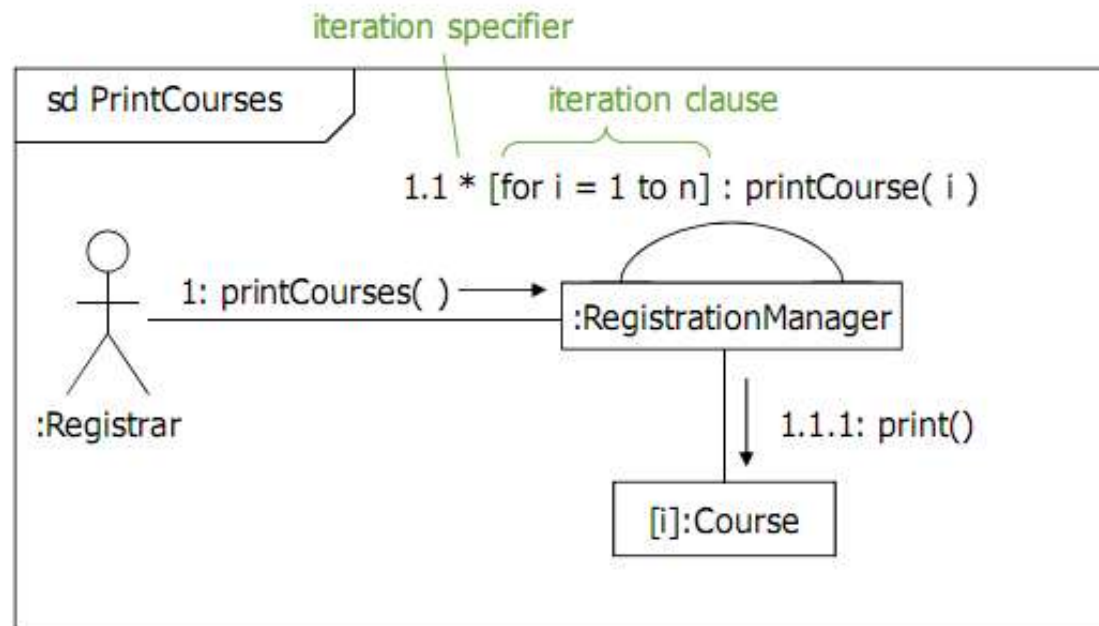 iteration specifier
sd PrintCourses
iteration clause
1.1 * [for i = 1 to n] : printCourse( i )
1: printCourses( )
:RegistrationManager
:Registrar
1.1.1: print()
[i]:Course